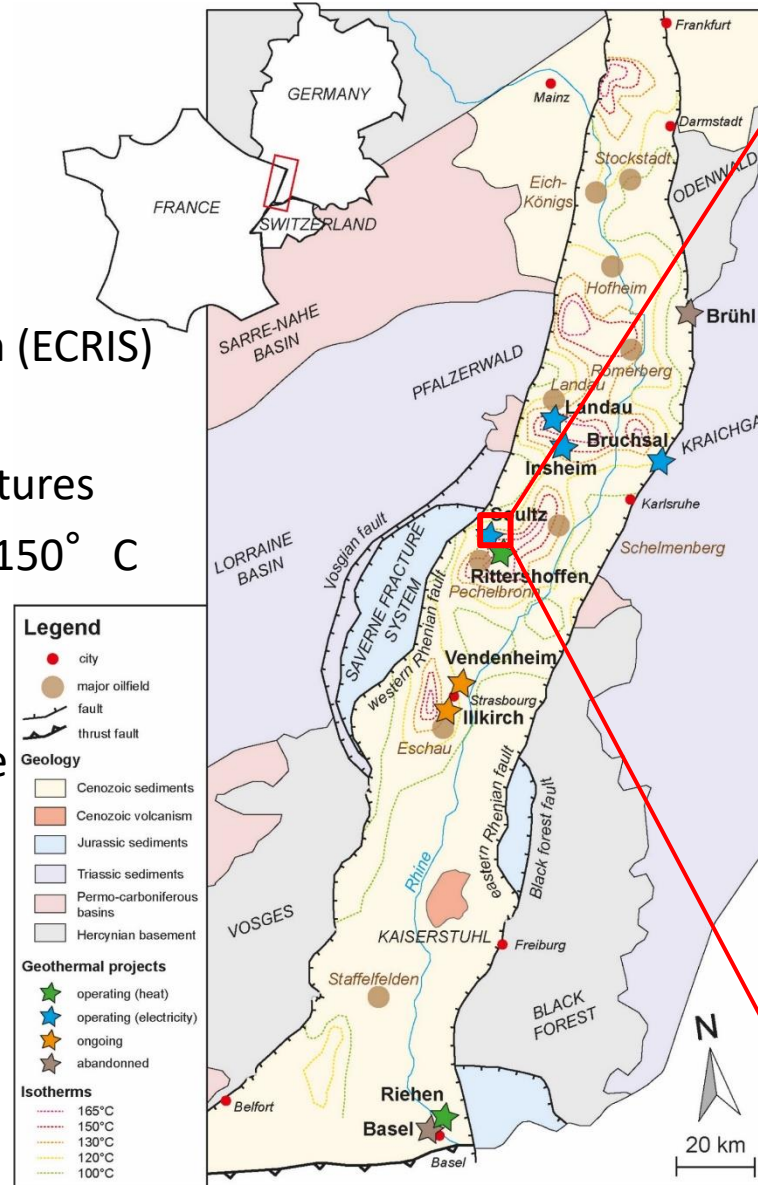 GERMANY
FRANCE
SWITZERLAND
n (ECRIS)
tures
150° C
e
Frankfurt
Mainz
Darmstadt
Stockstadt
Eich-
Königs
ODENWALD
Hofheim
Brühl
SARRE-NAHE
BASIN
PFALZERWALD
Römerberg
Landau
Landau
Bruchsal
KRAICHGA
Insheim
Karlsruhe
Soultz
Schelmenberg
LORRAINE
BASIN
Vosgian fault
SAVERNE FRACTURE
SYSTEM
Rittershoffen
Pechelbronn
western Rhenian fault
Vendenheim
Strasbourg
Illkirch
Eschau
eastern Rhenian fault
Black forest fault
Rhine
VOSGES
KAISERSTUHL
Freiburg
Staffelfelden
BLACK
FOREST
Belfort
Riehen
Basel
Basel
N
20 km
Legend
city
major oilfield
fault
thrust fault
Geology
Cenozoic sediments
Cenozoic volcanism
Jurassic sediments
Triassic sediments
Permo-carboniferous
basins
Hercynian basement
Geothermal projects
operating (heat)
operating (electricity)
ongoing
abandonned
Isotherms
165°C
150°C
130°C
120°C
100°C